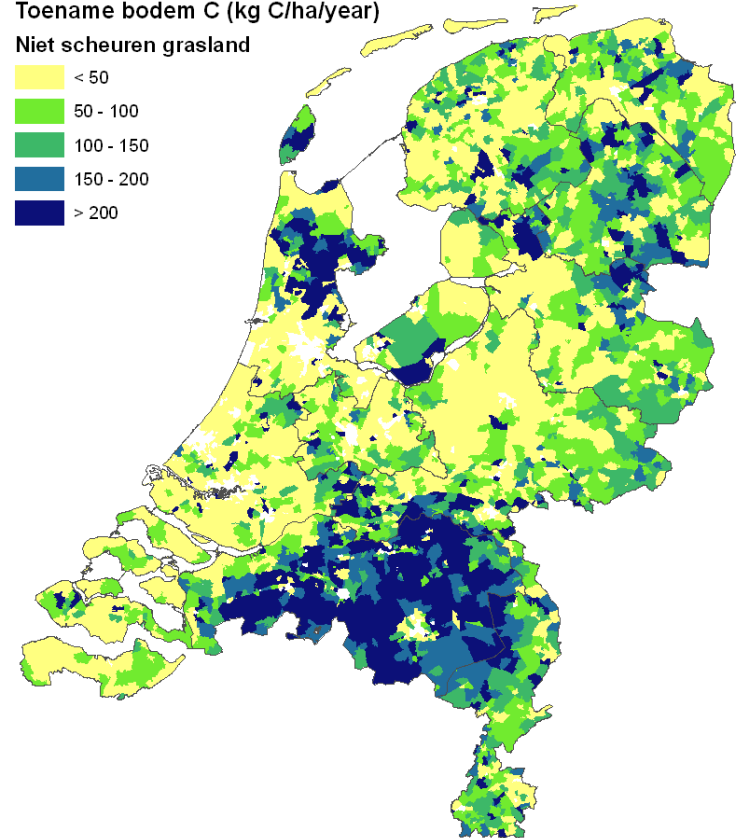 Toename bodem C (kg C/ha/year)
Niet scheuren grasland
< 50
50 - 100
100 - 150
150 - 200
> 200